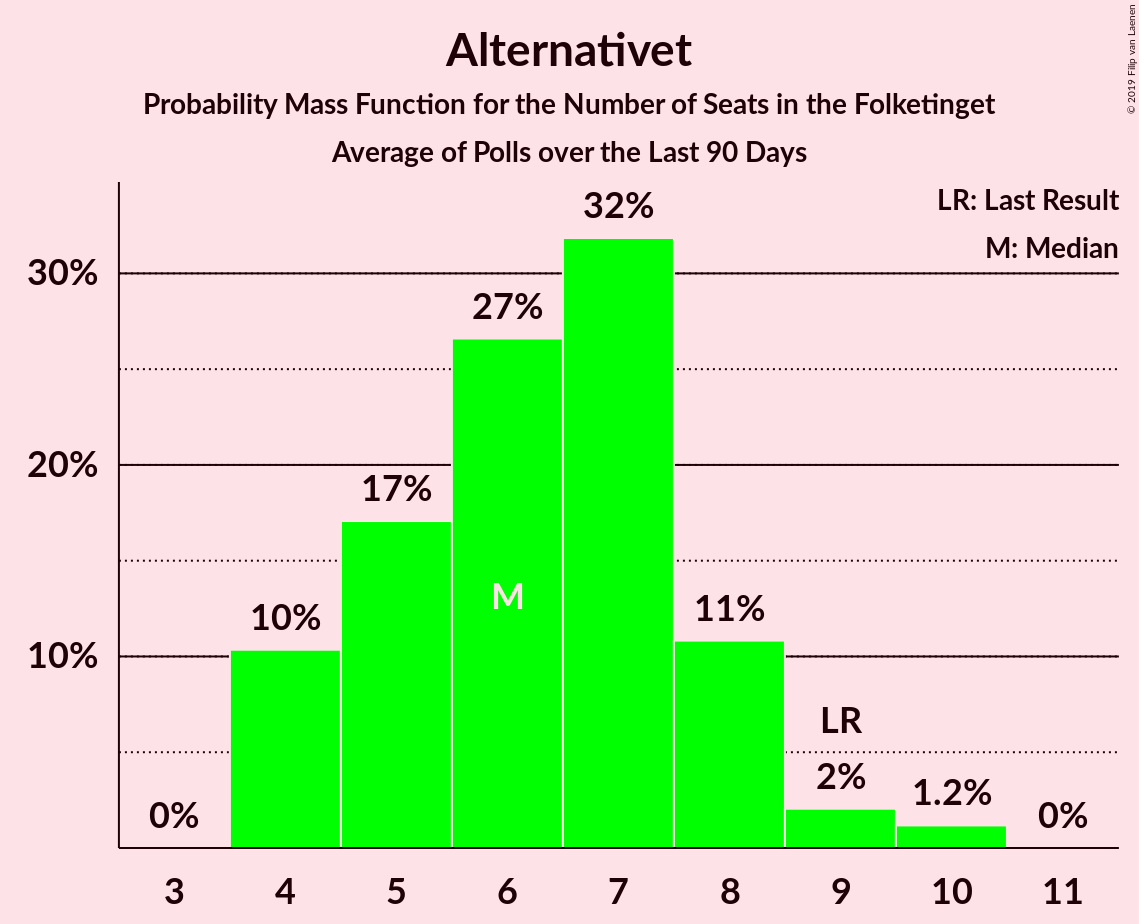 Alternativet
Probability Mass Function for the Number of Seats in the Folketinget
Average of Polls over the Last 90 Days
© 2019 Filip van Laenen
LR: Last Result
M: Median
30%
20%
10%
0%
10%
17%
27%
32%
11%
2%
1.2%
0%
M
LR
3
4
5
6
7
8
9
10
11